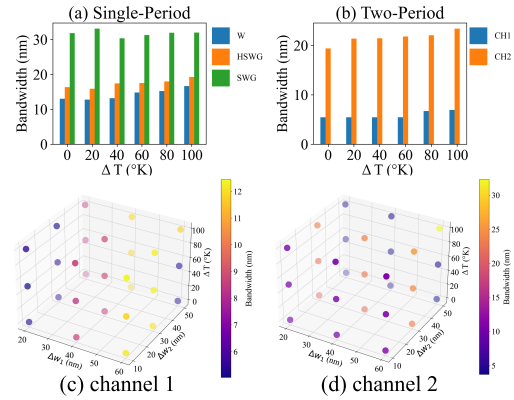 (a) Single-Period
Bandwidth (nm)
30
20
10
0
0 20 40 60 80 100
Δ T (°K)
W
HSWG
SWG
(b) Two-Period
Bandwidth (nm)
20
10
0
0 20 40 60 80 100
Δ T (°K)
CH1
CH2
100
80
60
40
20
0
Δ T (°K)
20 30 40 50 60
Δw₁ (nm)
10 20 30 40 50
Δw₂ (nm)
12
11
10
9
8
7
6
Bandwidth (nm)
(c) channel 1
100
80
60
40
20
0
Δ T (°K)
20 30 40 50 60
Δw₁ (nm)
10 20 30 40 50
Δw₂ (nm)
30
25
20
15
10
5
Bandwidth (nm)
(d) channel 2